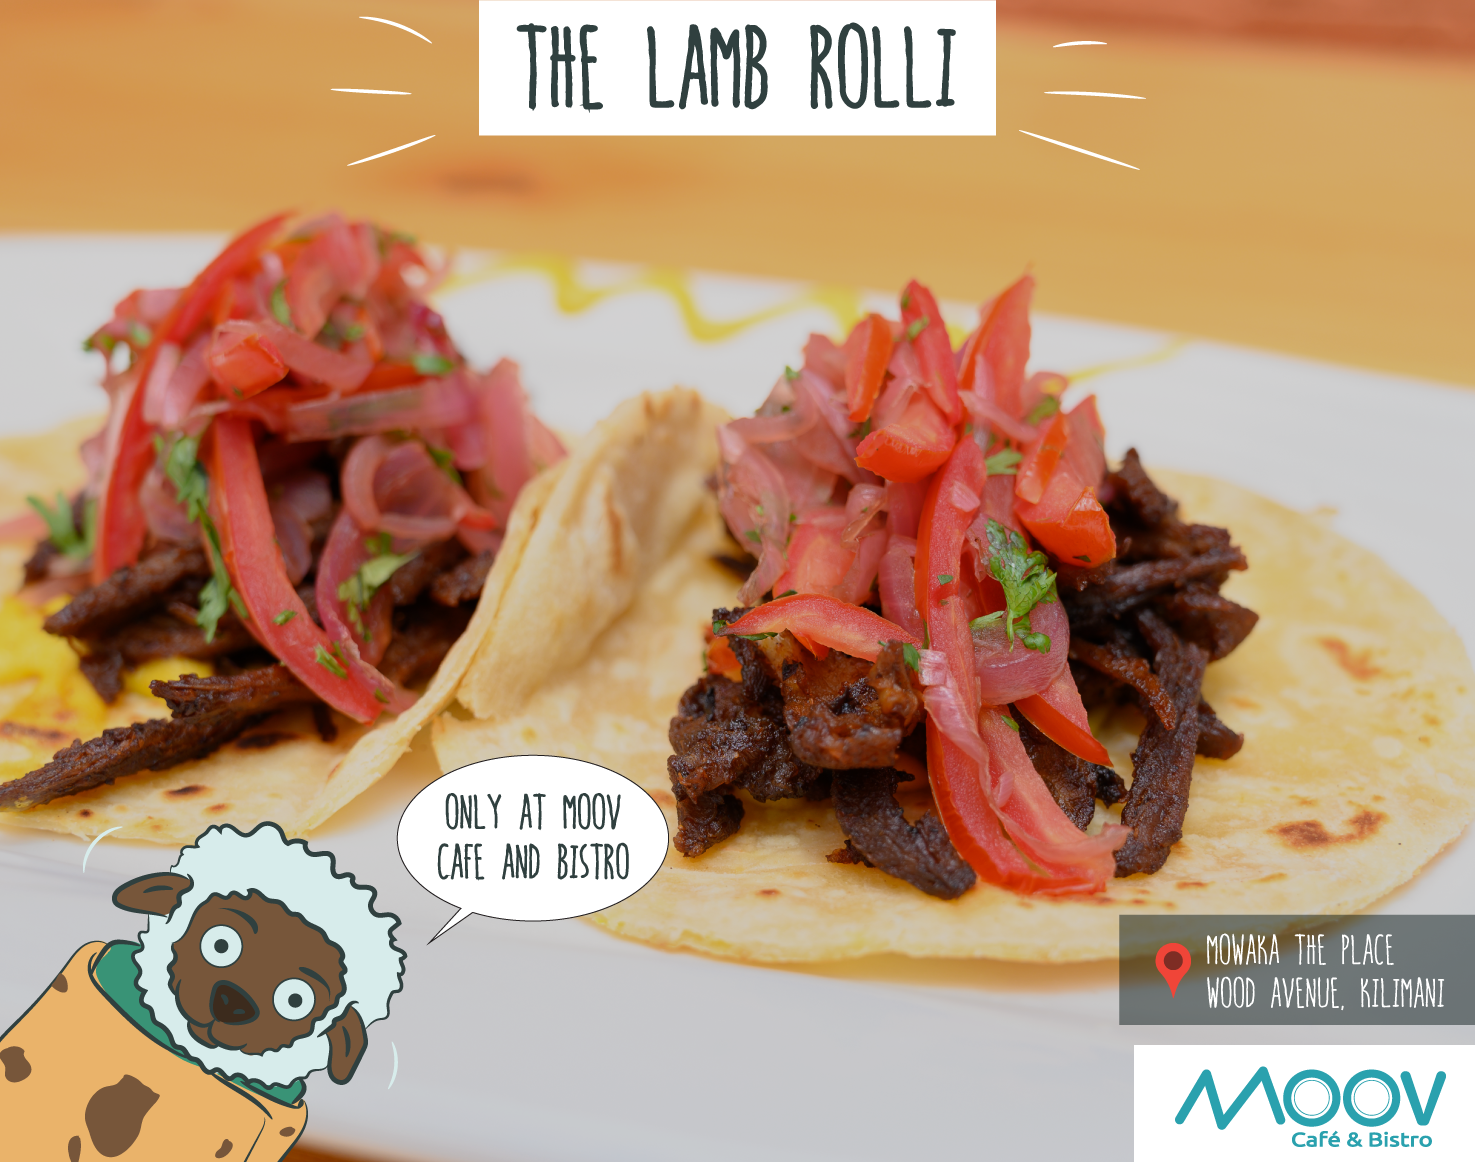 THE LAMB ROLLI
ONLY AT MOOV
CAFE AND BISTRO
MOWAKA THE PLACE
WOOD AVENUE, KILIMANI
MOOV
Café & Bistro